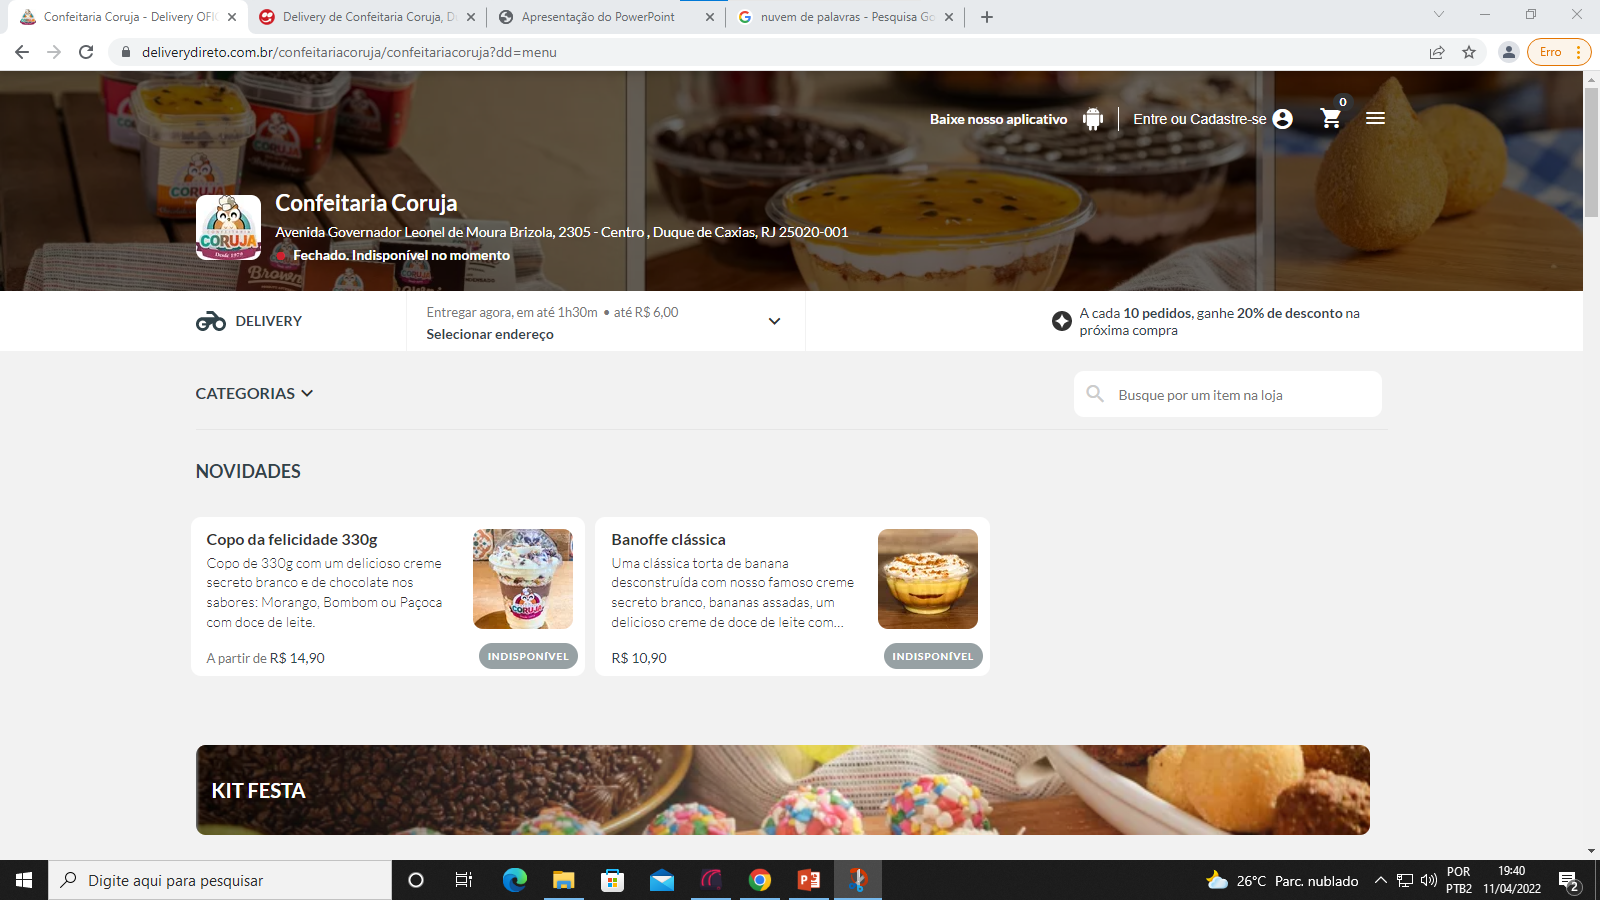 Confeitaria Coruja - Delivery OFIC
Delivery de Confeitaria Coruja, D
Apresentação do PowerPoint
nuvem de palavras - Pesquisa Go
deliverydireto.com.br/confeitariacoruja/confeitariacoruja?dd=menu
Erro
Baixe nosso aplicativo
Entre ou Cadastre-se
0
CORUJA
CORUJA
Desde 1975
Brown
Confeitaria Coruja
Avenida Governador Leonel de Moura Brizola, 2305 - Centro , Duque de Caxias, RJ 25020-001
Fechado. Indisponível no momento
DELIVERY
Entregar agora, em até 1h30m • até R$ 6,00
Selecionar endereço
A cada 10 pedidos, ganhe 20% de desconto na
próxima compra
CATEGORIAS
Busque por um item na loja
NOVIDADES
Copo da felicidade 330g
Copo de 330g com um delicioso creme
secreto branco e de chocolate nos
sabores: Morango, Bombom ou Paçoca
com doce de leite.
A partir de R$ 14,90
INDISPONÍVEL
CORUJA
Banoffe clássica
Uma clássica torta de banana
desconstruída com nosso famoso creme
secreto branco, bananas assadas, um
delicioso creme de doce de leite com...
R$ 10,90
INDISPONÍVEL
KIT FESTA
Digite aqui para pesquisar
26°C Parc. nublado
POR
PTB2
19:40
11/04/2022
2